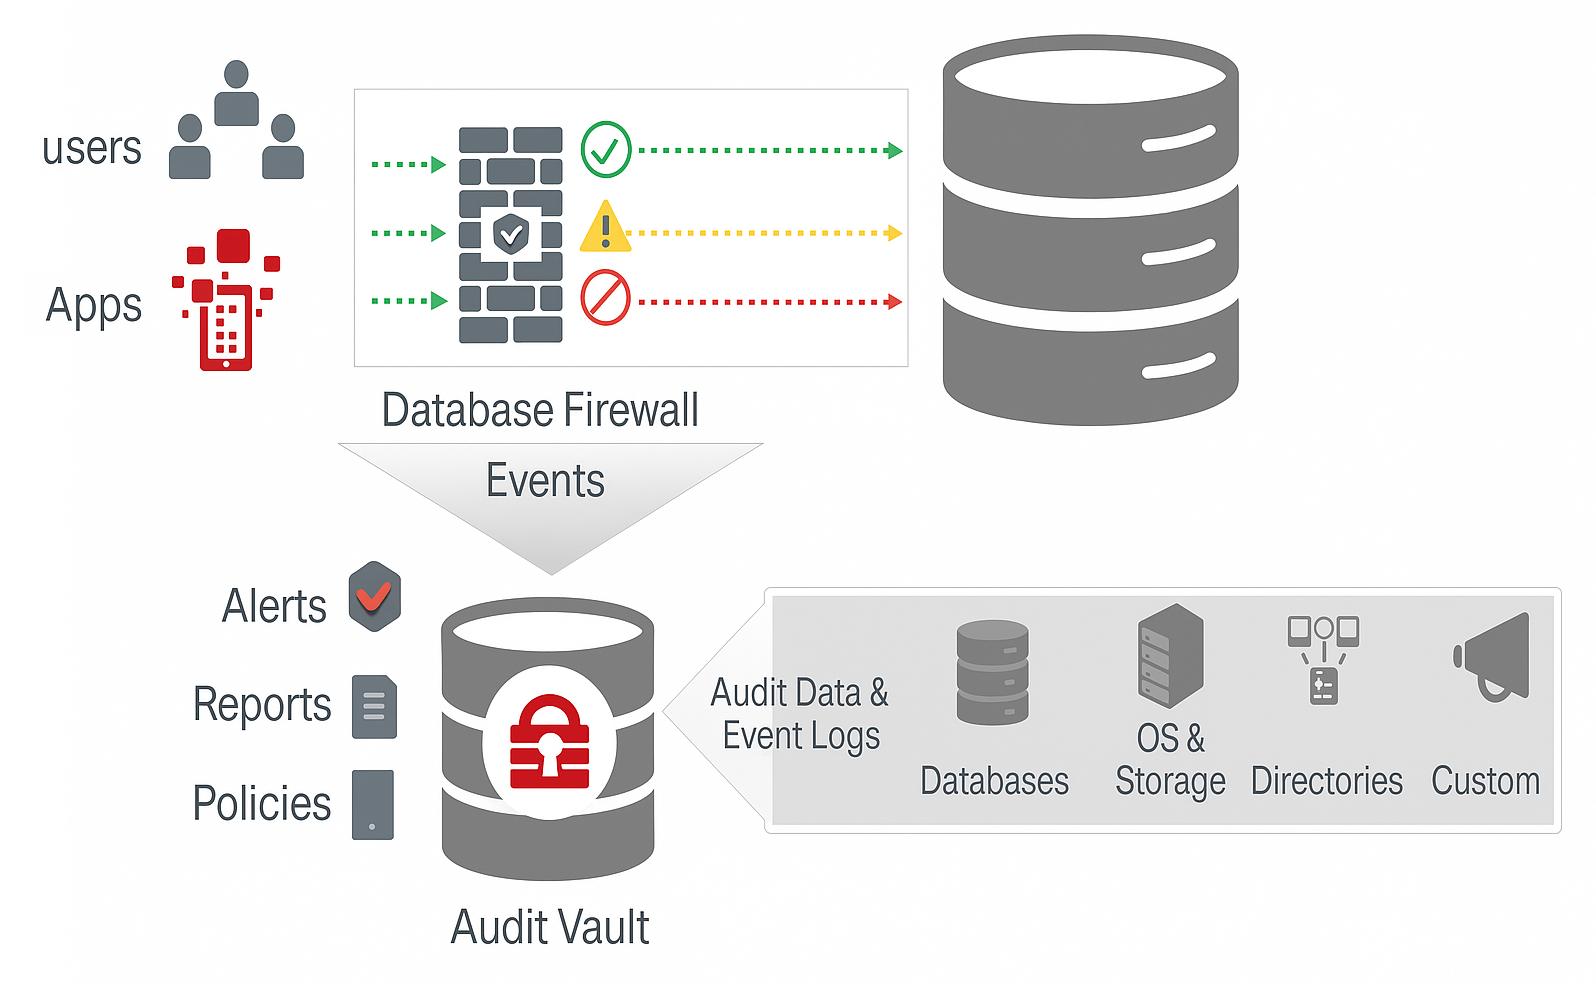 users
Apps
Database Firewall
Events
Alerts
Reports
Policies
Audit Vault
Audit Data &
Event Logs
Databases
OS &
Storage
Directories
Custom